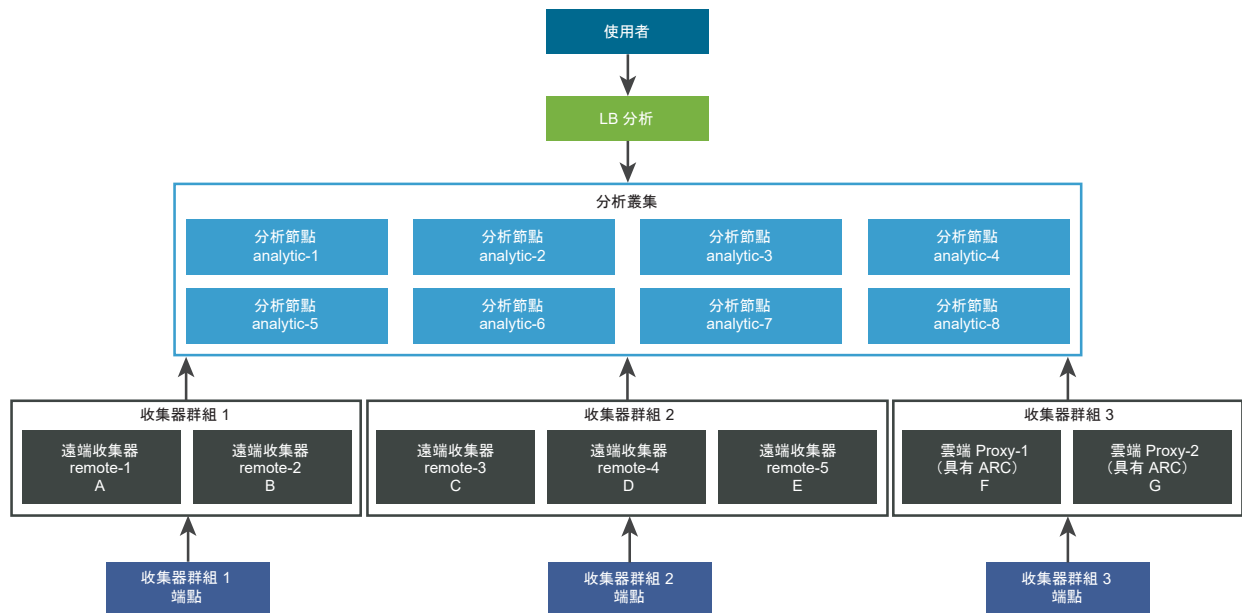 使用者
LB 分析
分析叢集
分析節點
analytic-1
分析節點
analytic-2
分析節點
analytic-3
分析節點
analytic-4
分析節點
analytic-5
分析節點
analytic-6
分析節點
analytic-7
分析節點
analytic-8
收集器群組 1
遠端收集器
remote-1
A
遠端收集器
remote-2
B
收集器群組 2
遠端收集器
remote-3
C
遠端收集器
remote-4
D
遠端收集器
remote-5
E
收集器群組 3
雲端 Proxy-1
（具有 ARC）
F
雲端 Proxy-2
（具有 ARC）
G
收集器群組 1
端點
收集器群組 2
端點
收集器群組 3
端點